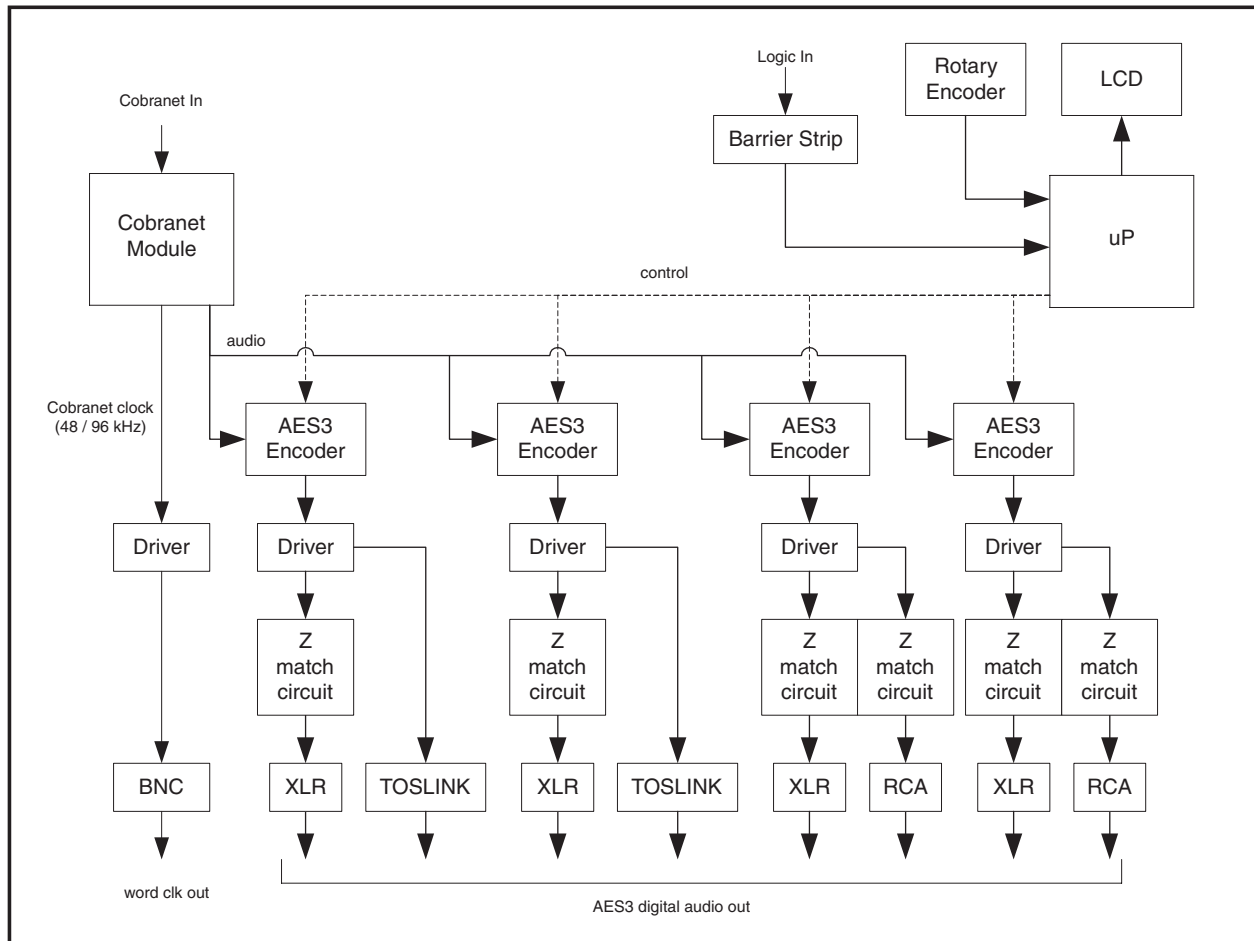 Logic In
Rotary
Encoder
LCD
Cobranet In
Barrier Strip
Cobranet
Module
uP
control
audio
Cobranet clock
(48 / 96 kHz)
AES3
Encoder
AES3
Encoder
AES3
Encoder
AES3
Encoder
Driver
Driver
Driver
Driver
Driver
Z
match
circuit
Z
match
circuit
Z
match
circuit
Z
match
circuit
Z
match
circuit
Z
match
circuit
BNC
XLR
TOSLINK
XLR
TOSLINK
XLR
RCA
XLR
RCA
word clk out
AES3 digital audio out